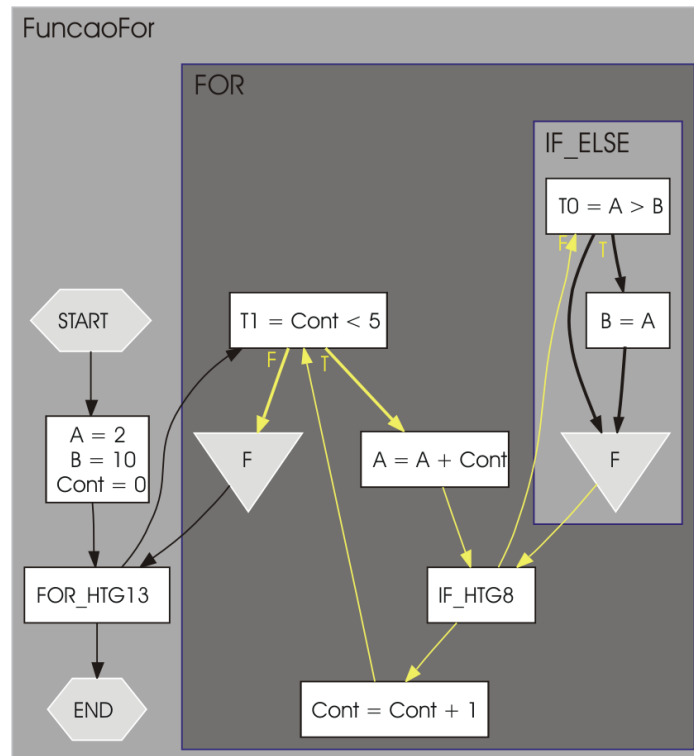 FuncaoFor
FOR
IF_ELSE
T0 = A > B
F
T
START
T1 = Cont < 5
B = A
F
T
A = 2
B = 10
Cont = 0
F
A = A + Cont
F
FOR_HTG13
IF_HTG8
END
Cont = Cont + 1